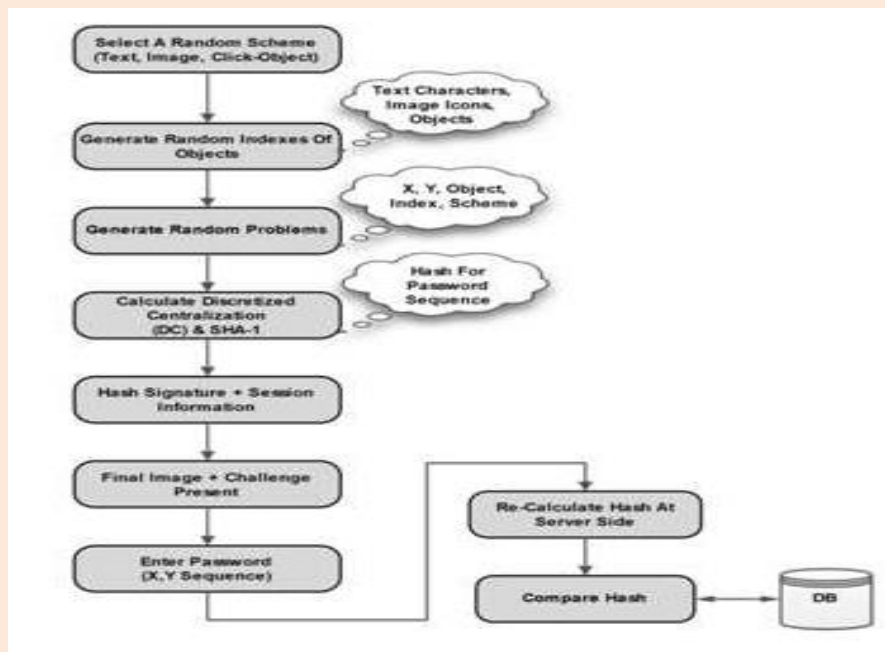 Select A Random Scheme
(Text, Image, Click-Object)
Text Characters,
Image Icons,
Objects
Generate Random Indexes Of
Objects
X, Y, Object,
Index, Scheme
Generate Random Problems
Hash For
Password
Sequence
Calculate Discretized
Centralization
(DC) & SHA-1
Hash Signature + Session
Information
Final Image + Challenge
Present
Re-Calculate Hash At
Server Side
Enter Password
(X,Y Sequence)
Compare Hash
DB